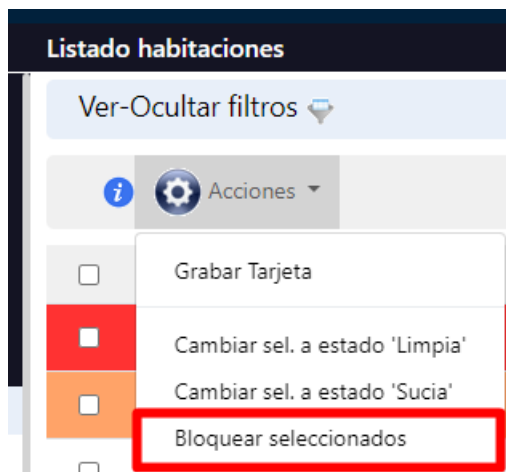 Listado habitaciones
Ver-Ocultar filtros
Acciones
Grabar Tarjeta
Cambiar sel. a estado 'Limpia'
Cambiar sel. a estado 'Sucia'
Bloquear seleccionados